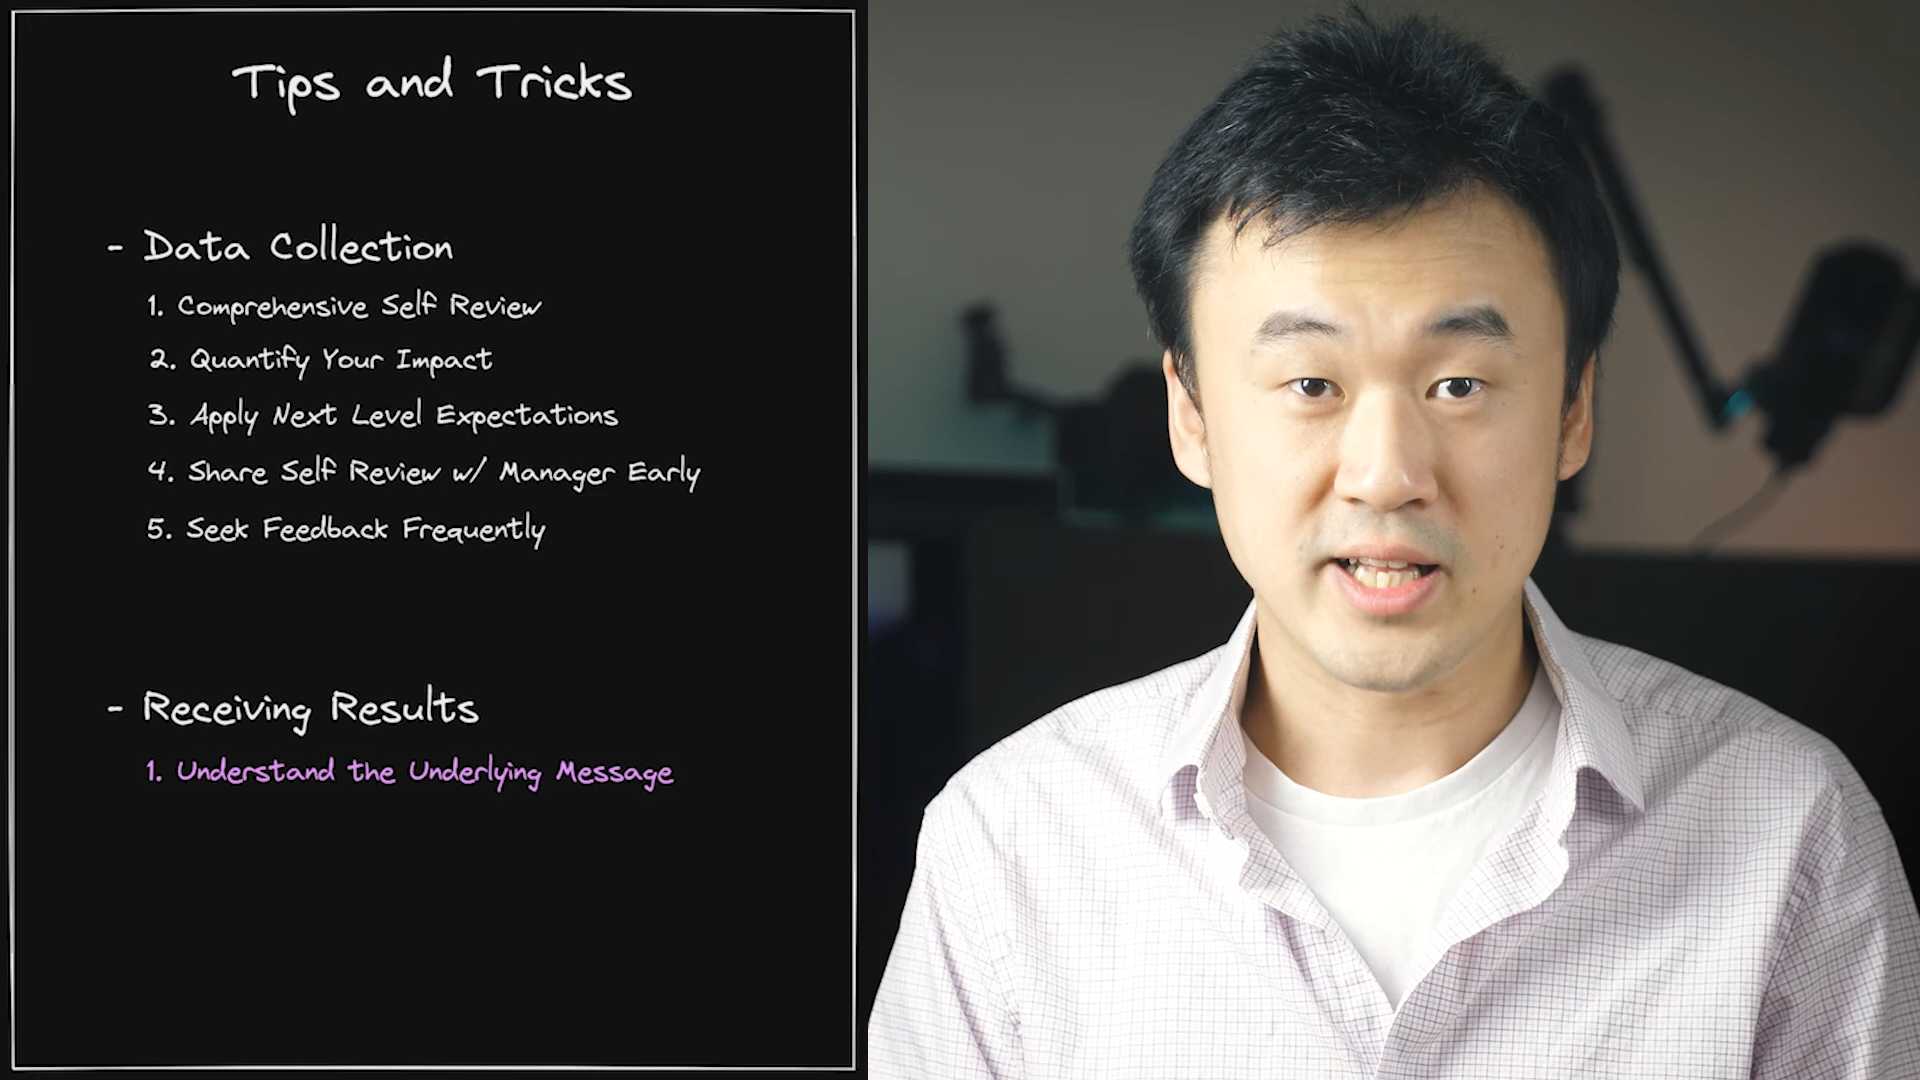 Tips and Tricks
- Data Collection
1. Comprehensive Self Review
2. Quantify Your Impact
3. Apply Next Level Expectations
4. Share Self Review w/ Manager Early
5. Seek Feedback Frequently
- Receiving Results
1. Understand the Underlying Message